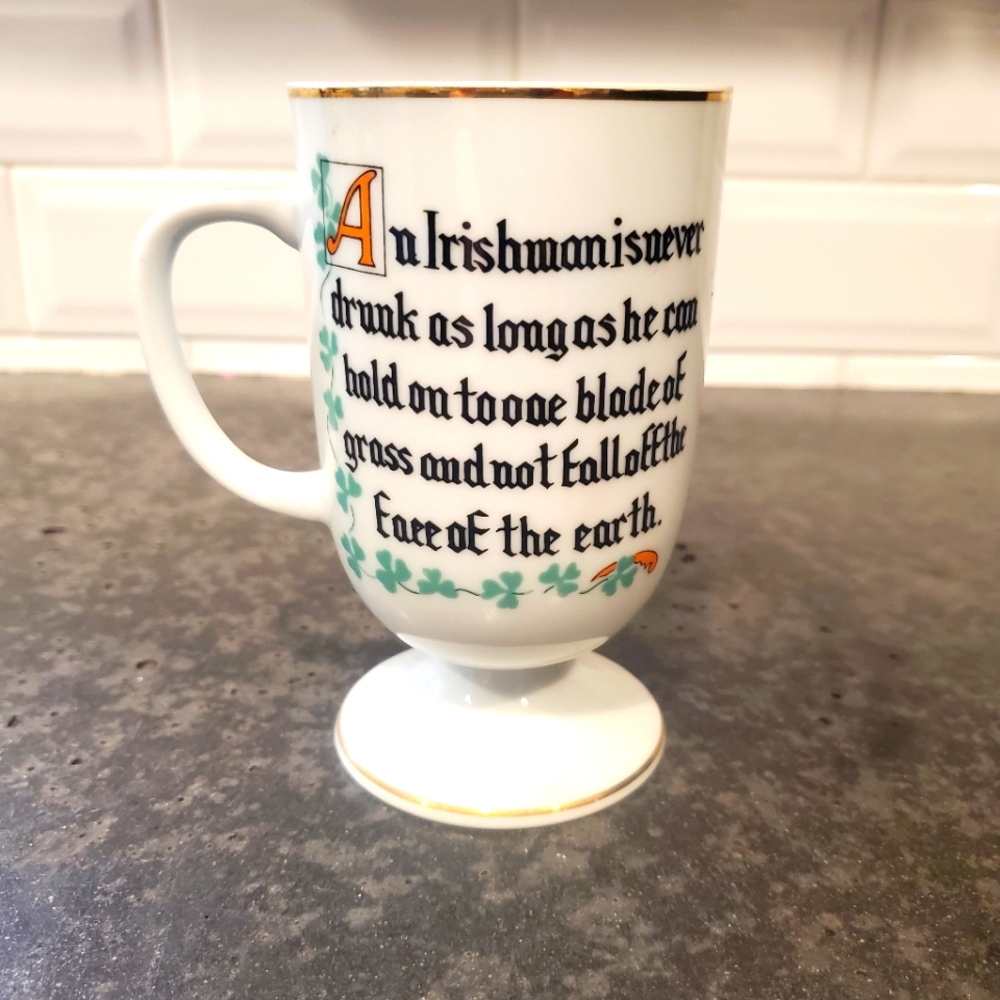 An Irishman is never
drunk as long as he can
hold on to one blade of
grass and not fall off the
face of the earth.